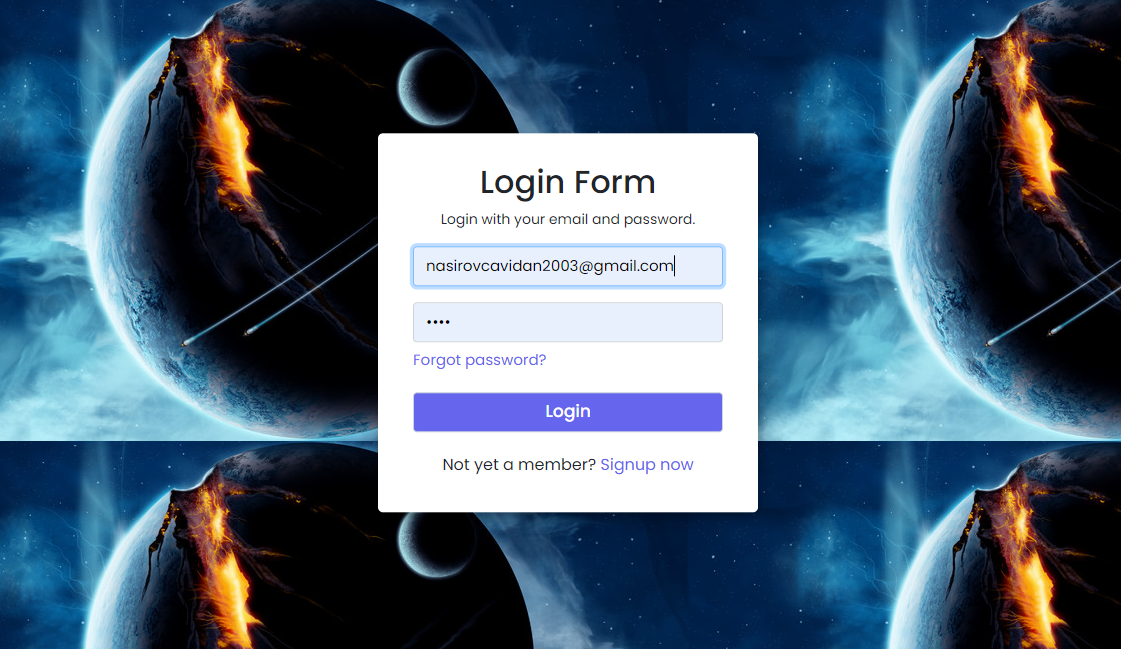 Login Form
Login with your email and password.
nasirovcavidan2003@gmail.com
••••
Forgot password?
Login
Not yet a member? Signup now